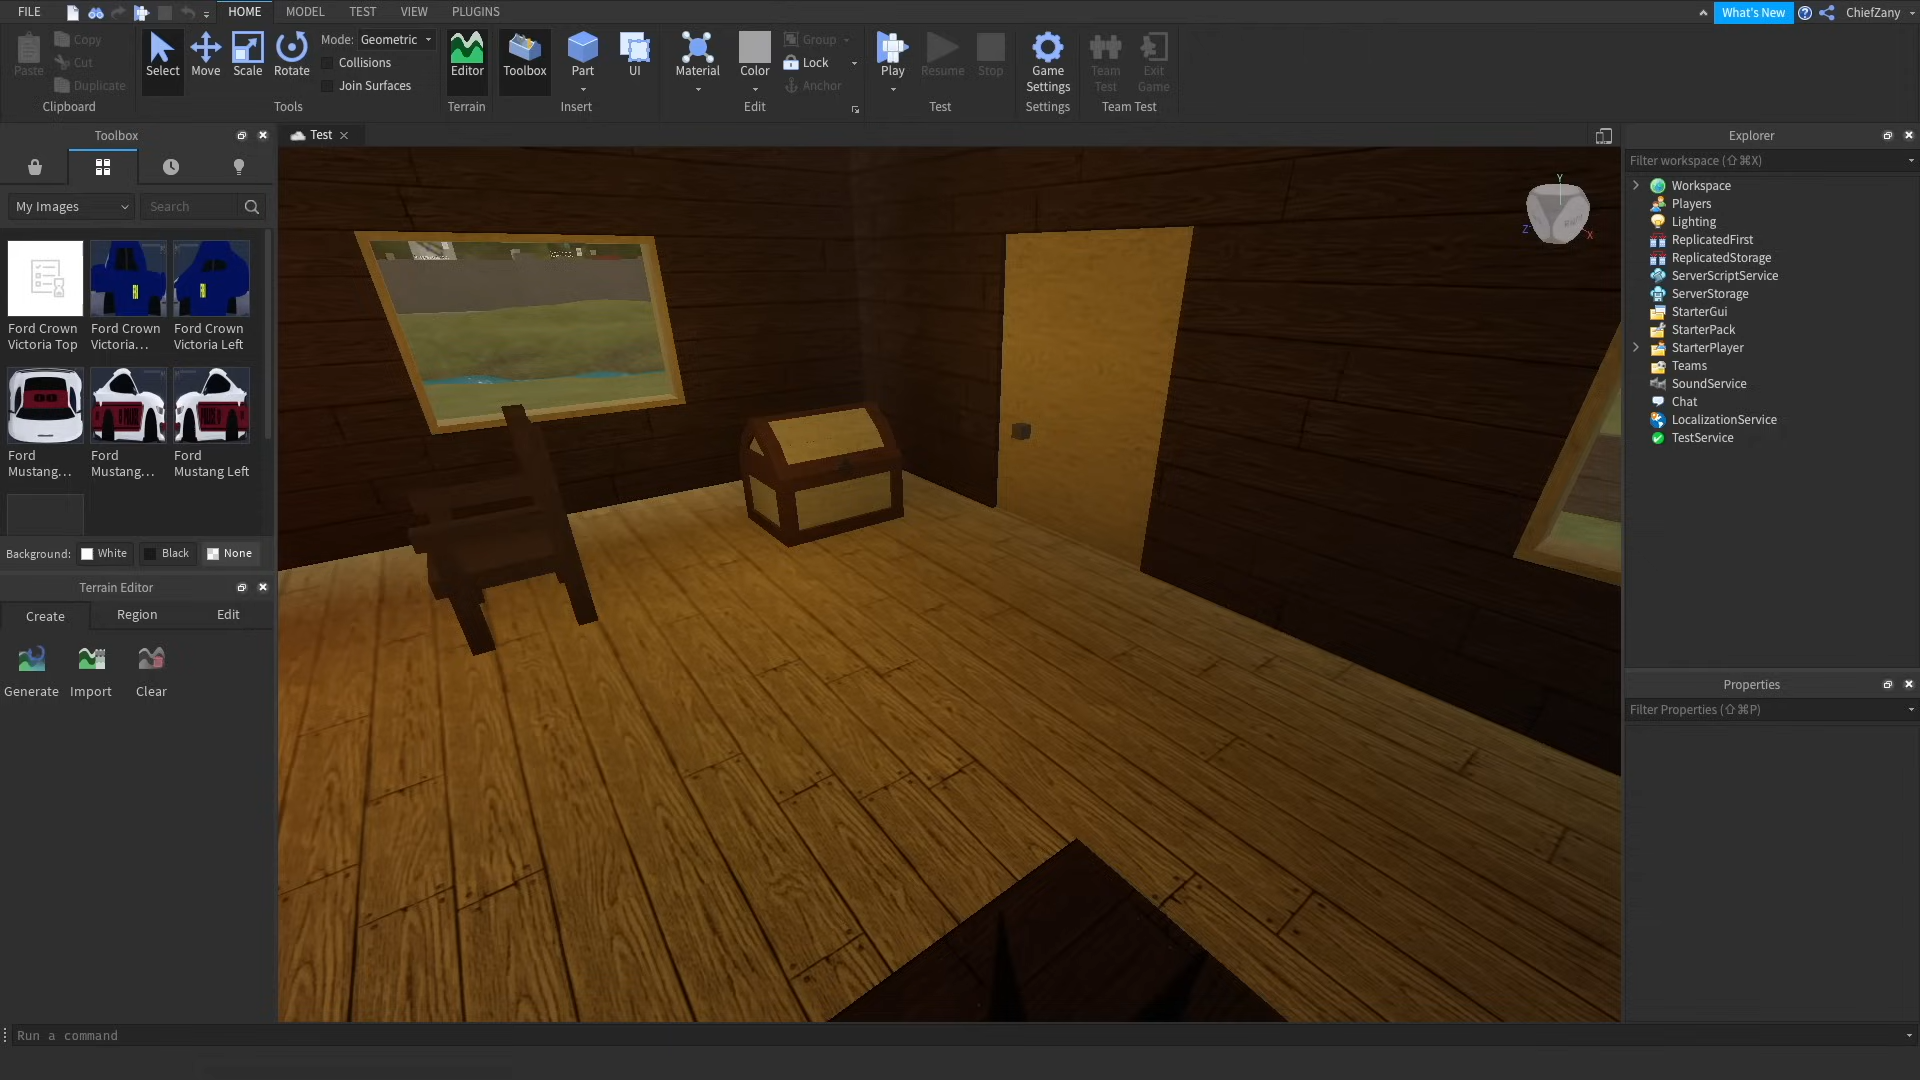 FILE HOME MODEL TEST VIEW PLUGINS What's New ChiefZany
Paste Copy Cut Duplicate Clipboard
Select Move Scale Rotate Mode: Geometric Collisions Join Surfaces Tools
Editor Terrain
Toolbox Part UI Insert
Material Color Group Lock Anchor Edit
Play Resume Stop Test
Game Settings Settings
Team Test Exit Game Team Test
Toolbox
My Images Search
Ford Crown Victoria Top
Ford Crown Victoria...
Ford Crown Victoria Left
Ford Mustang...
Ford Mustang...
Ford Mustang Left
Background: White Black None
Terrain Editor
Create Region Edit
Generate Import Clear
Test
Y
Z
X
Explorer
Filter workspace (⇧⌘X)
Workspace
Players
Lighting
ReplicatedFirst
ReplicatedStorage
ServerScriptService
ServerStorage
StarterGui
StarterPack
StarterPlayer
Teams
SoundService
Chat
LocalizationService
TestService
Properties
Filter Properties (⇧⌘P)
Run a command